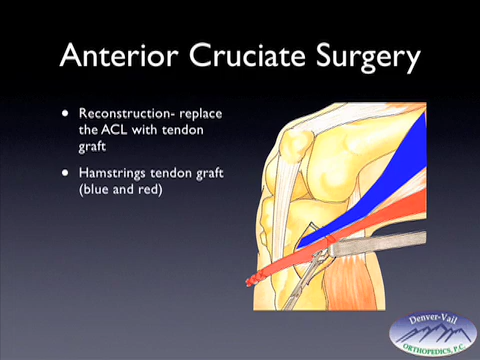 Anterior Cruciate Surgery
• Reconstruction- replace
the ACL with tendon
graft
• Hamstrings tendon graft
(blue and red)
Denver-Vail
ORTHOPEDICS, P.C.